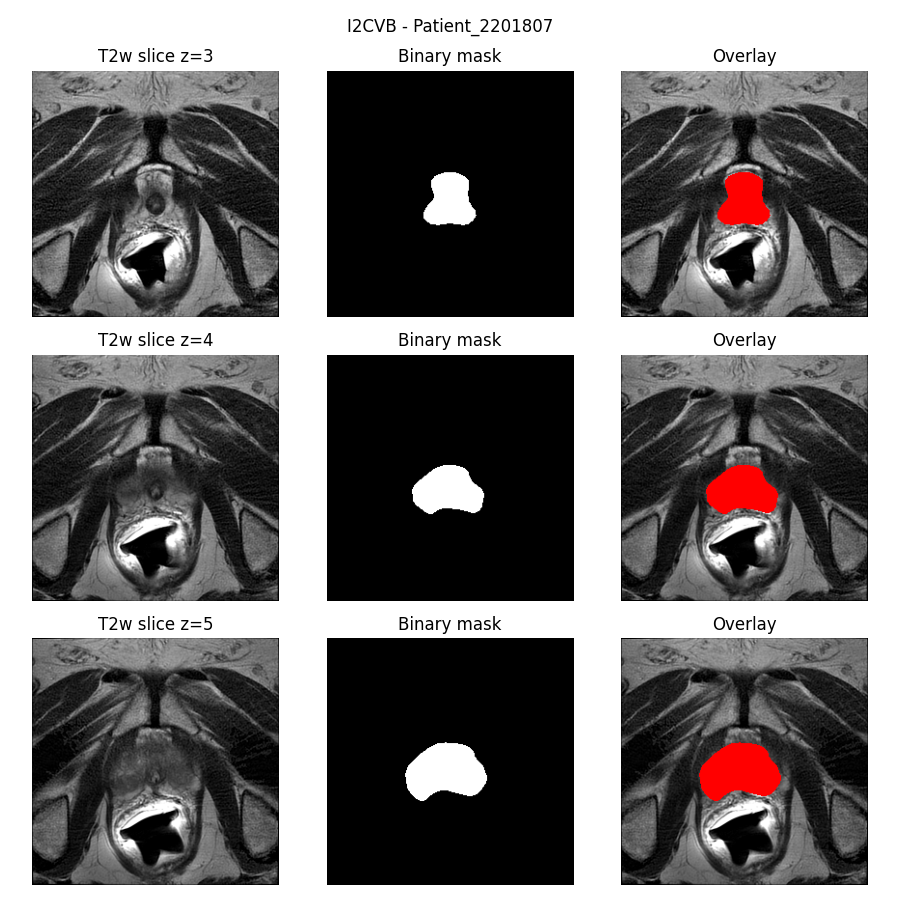 I2CVB - Patient_2201807
T2w slice z=3
Binary mask
Overlay
T2w slice z=4
Binary mask
Overlay
T2w slice z=5
Binary mask
Overlay